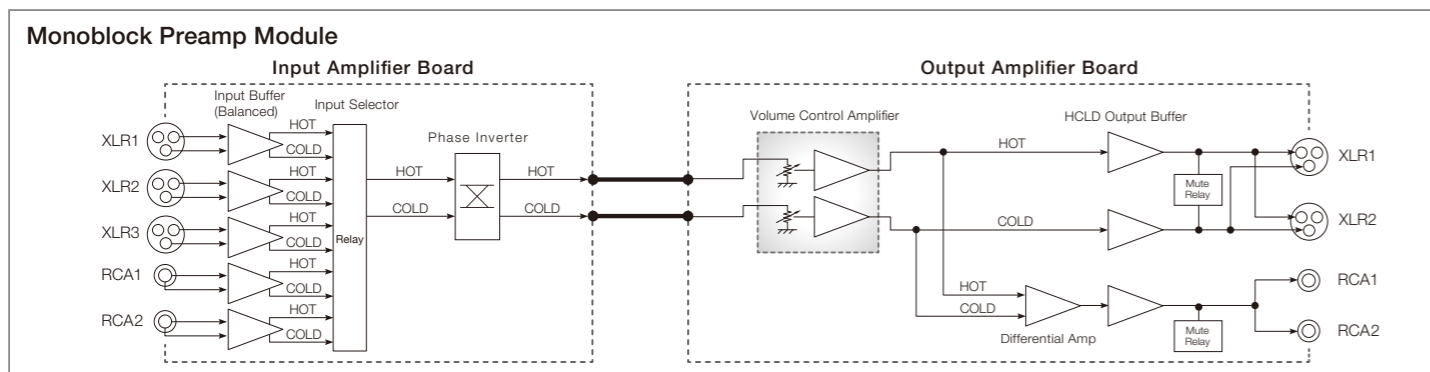 Monoblock Preamp Module
Input Amplifier Board
Output Amplifier Board
Input Buffer
(Balanced)
Input Selector
Phase Inverter
Volume Control Amplifier
HCLD Output Buffer
XLR1
HOT
COLD
XLR2
HOT
COLD
XLR3
HOT
COLD
RCA1
HOT
COLD
RCA2
HOT
COLD
Relay
HOT
COLD
HOT
COLD
HOT
COLD
HOT
COLD
Differential Amp
Mute
Relay
Mute
Relay
XLR1
XLR2
RCA1
RCA2